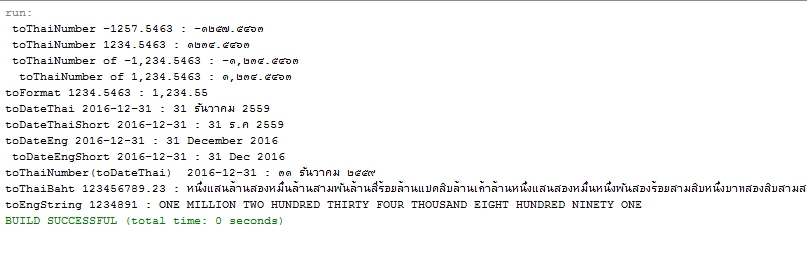 run:
toThaiNumber -1257.5463 : -๑๒๕๗.๕๔๖๓
toThaiNumber 1234.5463 : ๑๒๓๔.๕๔๖๓
toThaiNumber of -1,234.5463 : -๑,๒๓๔.๕๔๖๓
toThaiNumber of 1,234.5463 : ๑,๒๓๔.๕๔๖๓
toFormat 1234.5463 : 1,234.55
toDateThai 2016-12-31 : 31 ธันวาคม 2559
toDateThaiShort 2016-12-31 : 31 ธ.ค 2559
toDateEng 2016-12-31 : 31 December 2016
toDateEngShort 2016-12-31 : 31 Dec 2016
toThaiNumber(toDateThai) 2016-12-31 : ๓๑ ธันวาคม ๒๕๕๙
toThaiBaht 123456789.23 : หนึ่งแสนล้านสองหมื่นล้านสามพันล้านสี่ร้อยล้านแปดสิบล้านเก้าล้านหนึ่งแสนสองหมื่นหนึ่งพันสองร้อยสามสิบหนึ่งบาทสองสิบสามส
toEngString 1234891 : ONE MILLION TWO HUNDRED THIRTY FOUR THOUSAND EIGHT HUNDRED NINETY ONE
BUILD SUCCESSFUL (total time: 0 seconds)